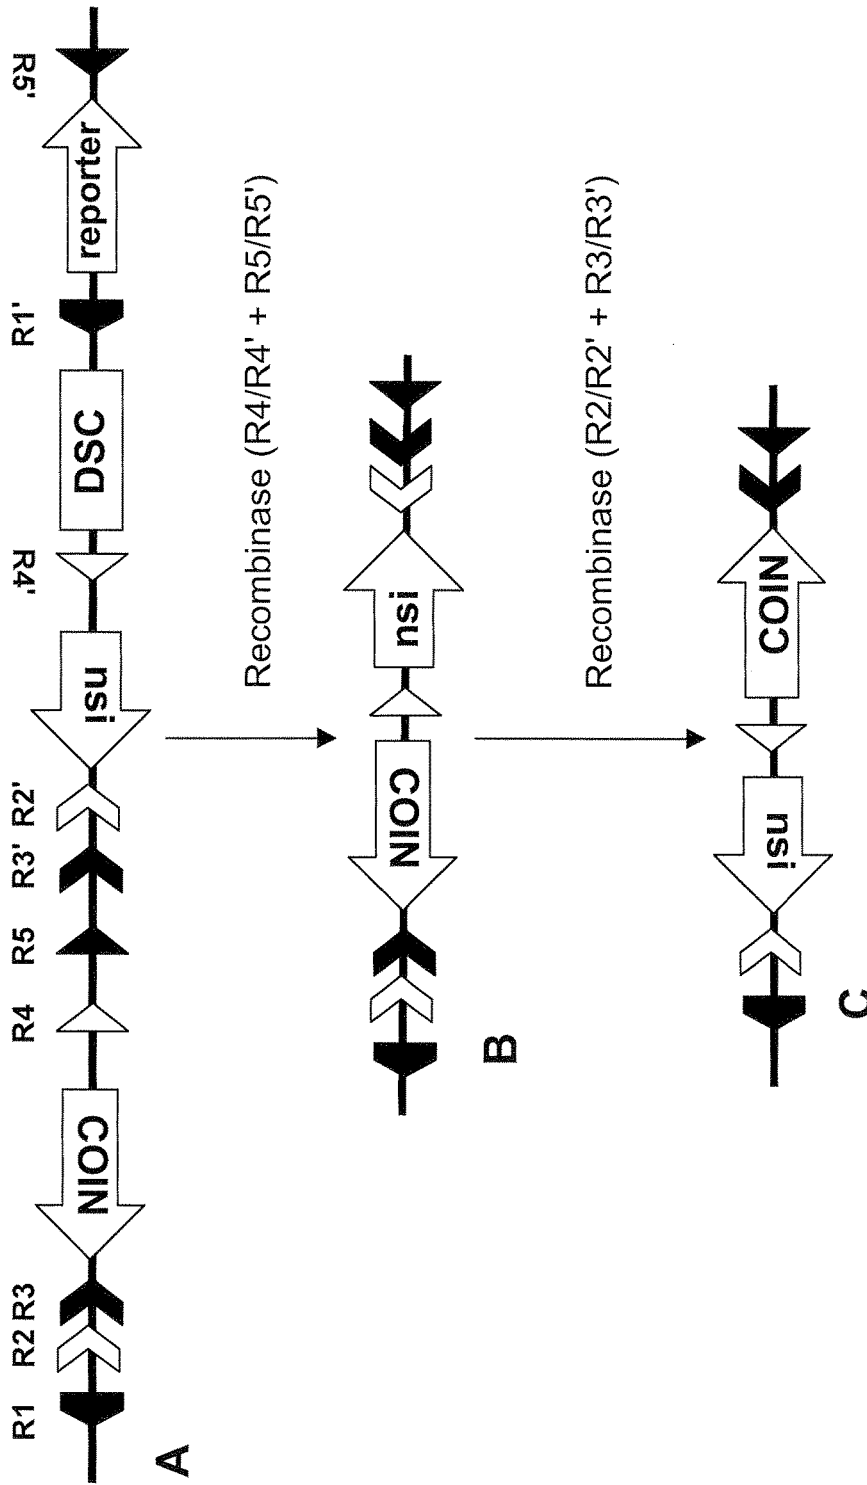 R1 R2 R3 R4 R5 R3' R2' R4' R1' R5'
COIN nsi DSC reporter
A
Recombinase (R4/R4' + R5/R5')
COIN nsi
B
Recombinase (R2/R2' + R3/R3')
nsi COIN
C